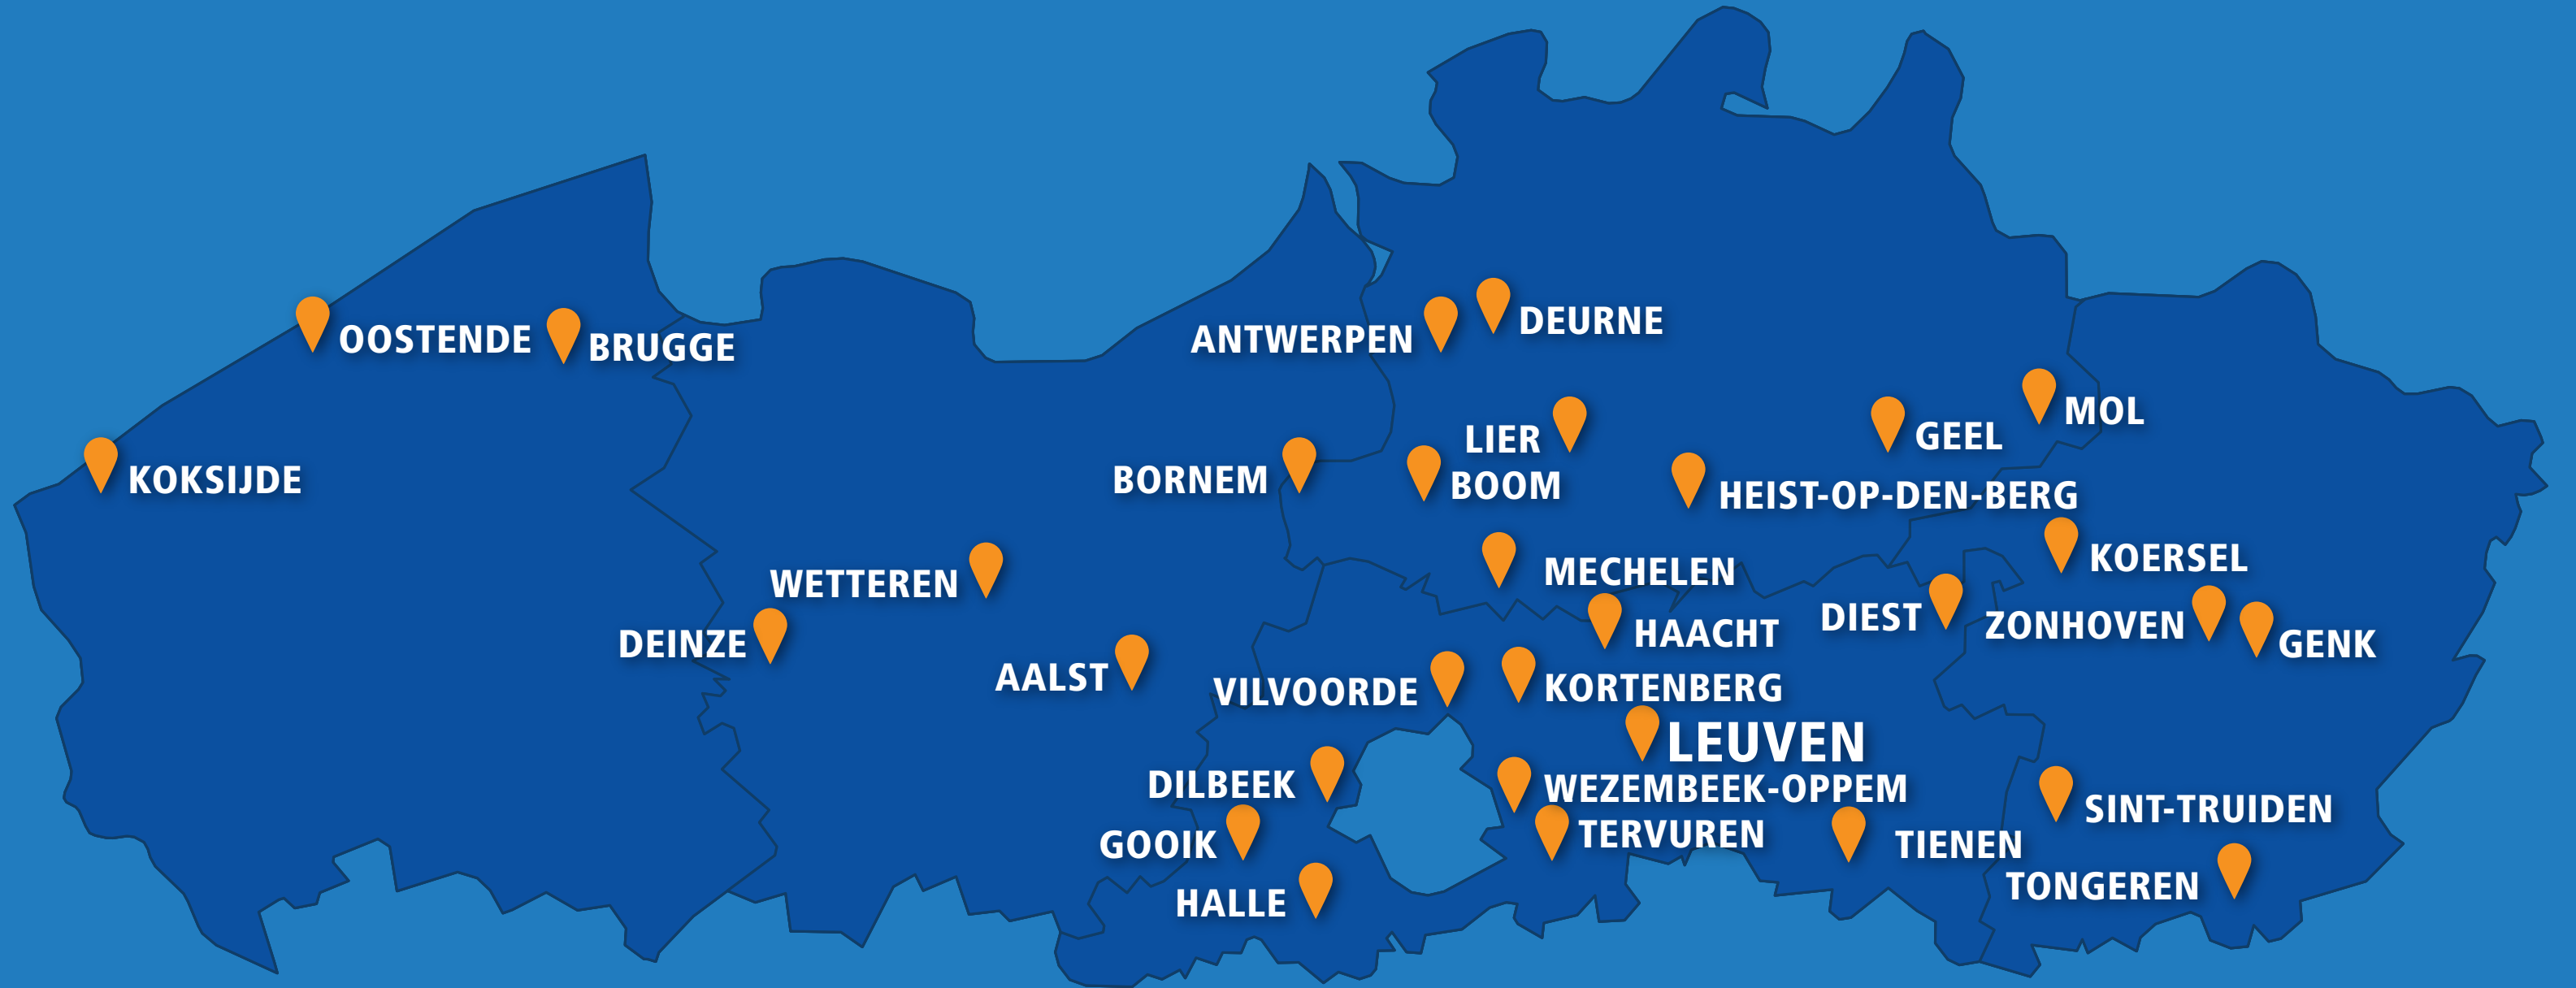 DEURNE
OOSTENDE
ANTWERPEN
BRUGGE
MOL
GEEL
LIER
KOKSIJDE
BORNEM
BOOM
HEIST-OP-DEN-BERG
KOERSEL
MECHELEN
WETTEREN
DIEST
ZONHOVEN
HAACHT
DEINZE
GENK
AALST
KORTENBERG
VILVOORDE
LEUVEN
DILBEEK
WEZEMBEEK-OPPEM
SINT-TRUIDEN
TERVUREN
GOOIK
TIENEN
TONGEREN
HALLE